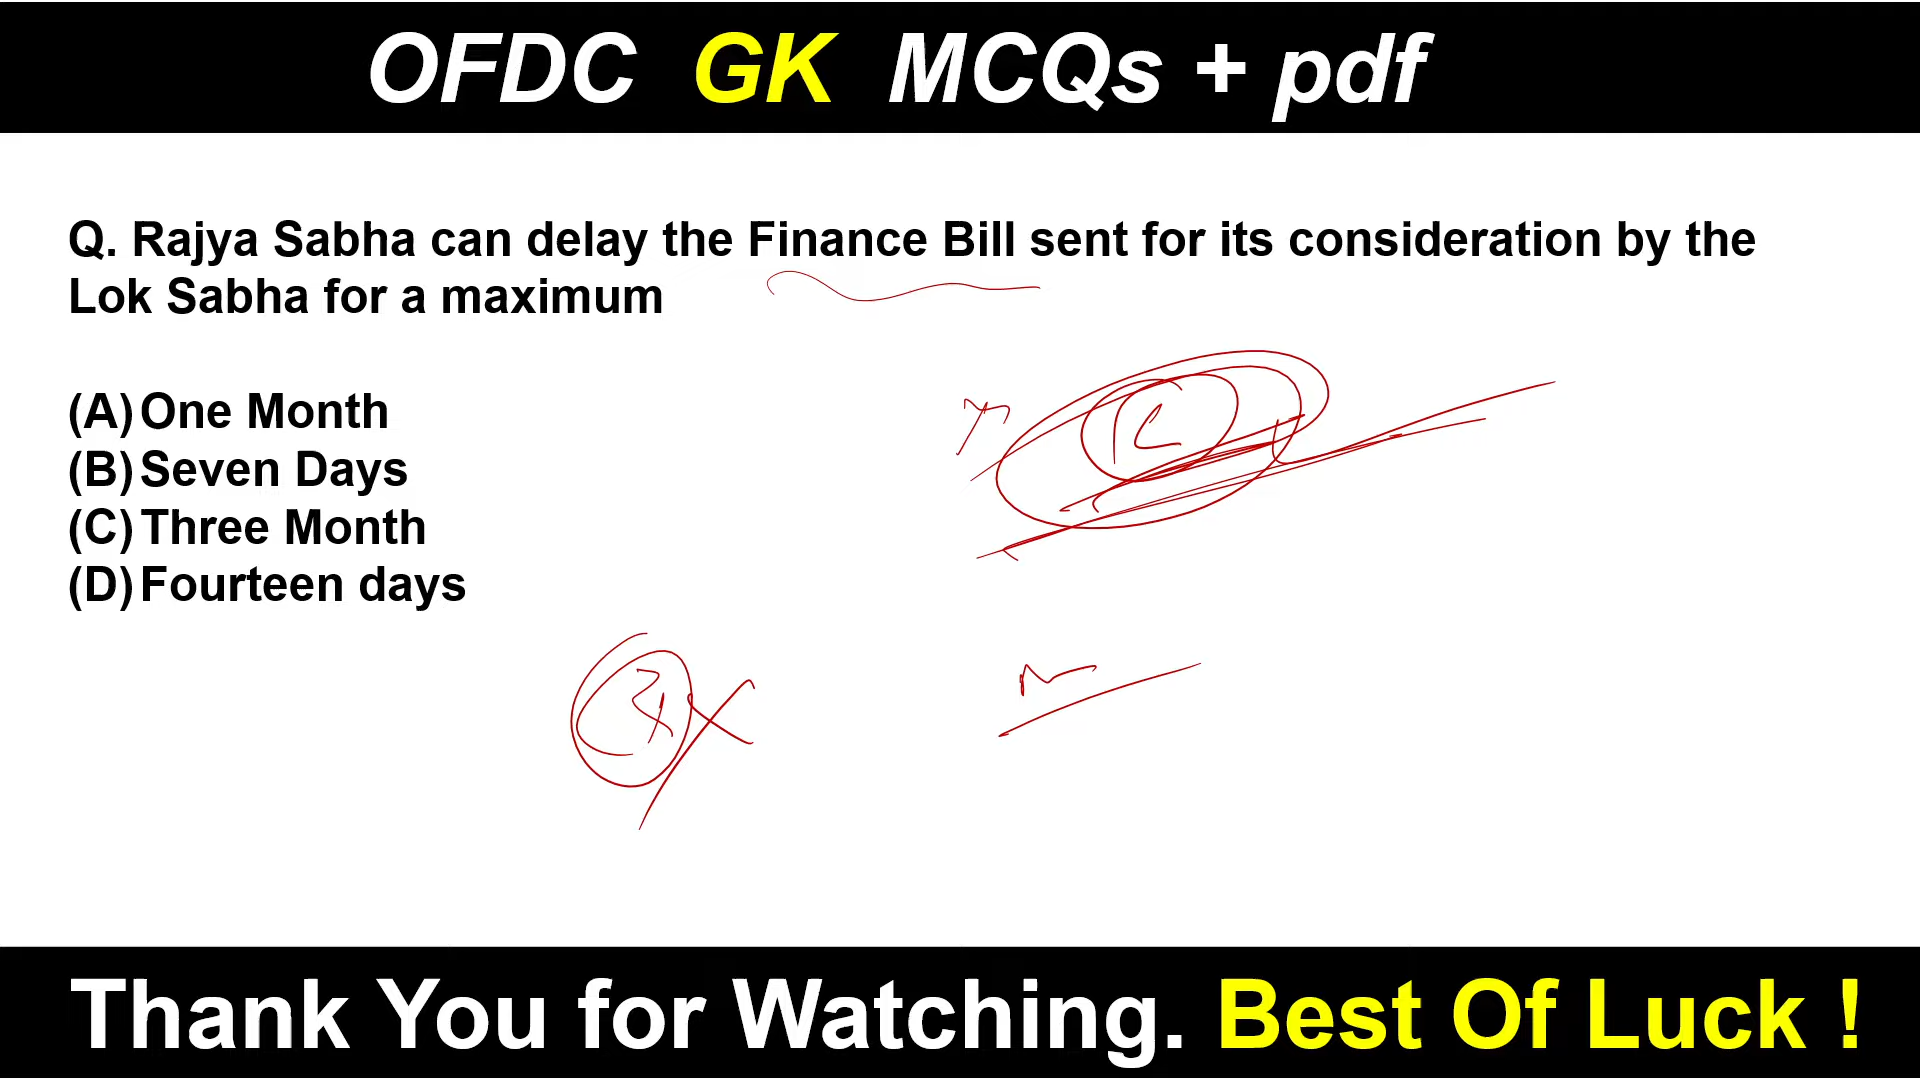 OFDC GK MCQs + pdf
Q. Rajya Sabha can delay the Finance Bill sent for its consideration by the
Lok Sabha for a maximum
(A) One Month
(B) Seven Days
(C) Three Month
(D) Fourteen days
Thank You for Watching. Best Of Luck !